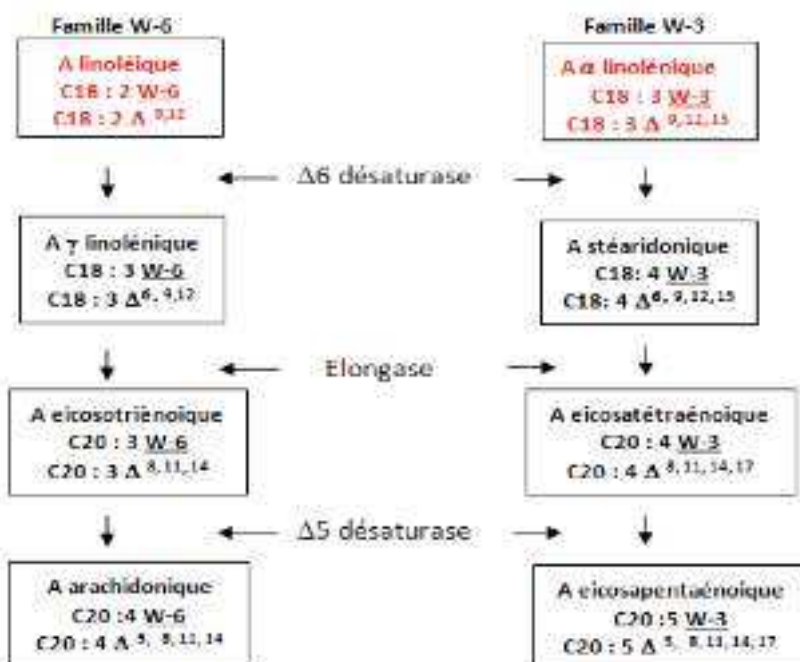 Famille W-6
A linoléique
C18 : 2 W-6
C18 : 2 Δ 9,12
Famille W-3
A α linolénique
C18 : 3 W-3
C18 : 3 Δ 9,12,15
Δ6 désaturase
A γ linolénique
C18 : 3 W-6
C18 : 3 Δ6, 9,12
A stéaridonique
C18: 4 W-3
C18: 4 Δ6, 9,12,15
Elongase
A eicosotriènoique
C20 : 3 W-6
C20 : 3 Δ 8,11,14
A eicosatétraénoique
C20 : 4 W-3
C20 : 4 Δ 8,11,14,17
Δ5 désaturase
A arachidonique
C20 :4 W-6
C20 : 4 Δ 5, 8,11,14
A eicosapentaénoique
C20 :5 W-3
C20 : 5 Δ 5, 8,11,14,17